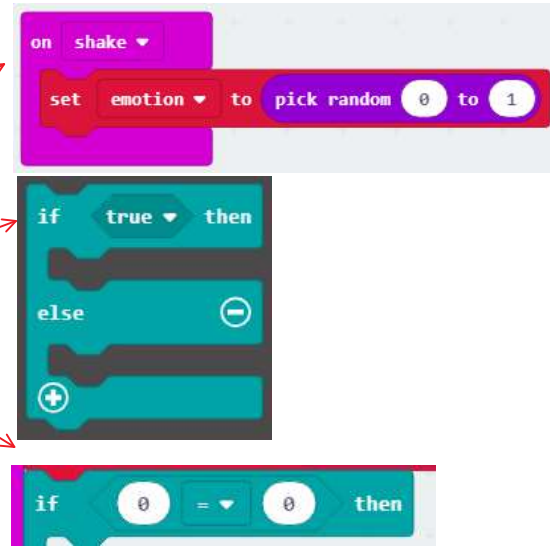 on shake
set emotion to pick random 0 to 1
if true then
else
if 0 = 0 then